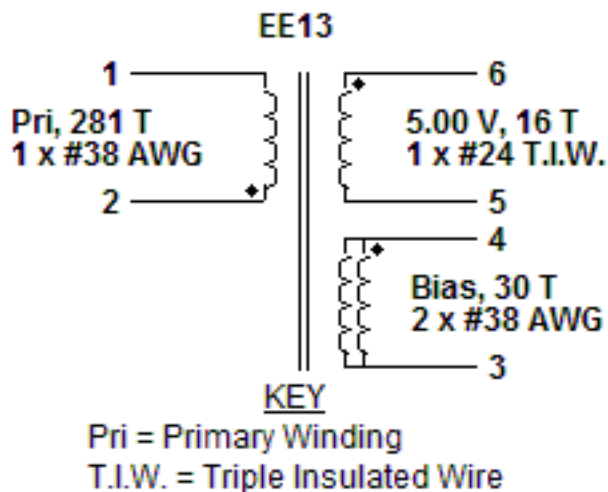 EE13
1
Pri, 281 T
1 x #38 AWG
2
6
5.00 V, 16 T
1 x #24 T.I.W.
5
4
Bias, 30 T
2 x #38 AWG
3
KEY
Pri = Primary Winding
T.I.W. = Triple Insulated Wire